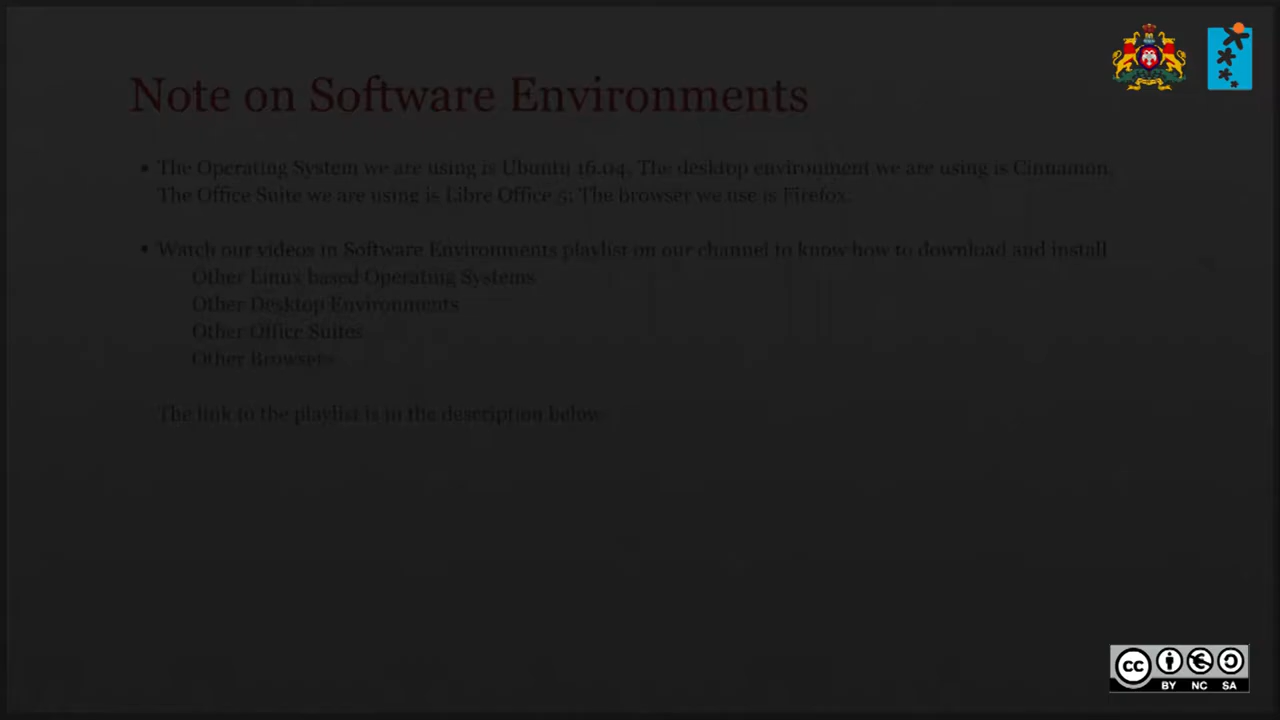 Note on Software Environments
• The Operating System we are using is Ubuntu 16.04. The desktop environment we are using is Cinnamon.
The Office Suite we are using is Libre Office 5; The browser we use is Firefox.
• Watch our videos in Software Environments playlist on our channel to know how to download and install
Other Linux based Operating Systems
Other Desktop Environments
Other Office Suites
Other Browsers
The link to the playlist is in the description below.
cc
BY NC SA